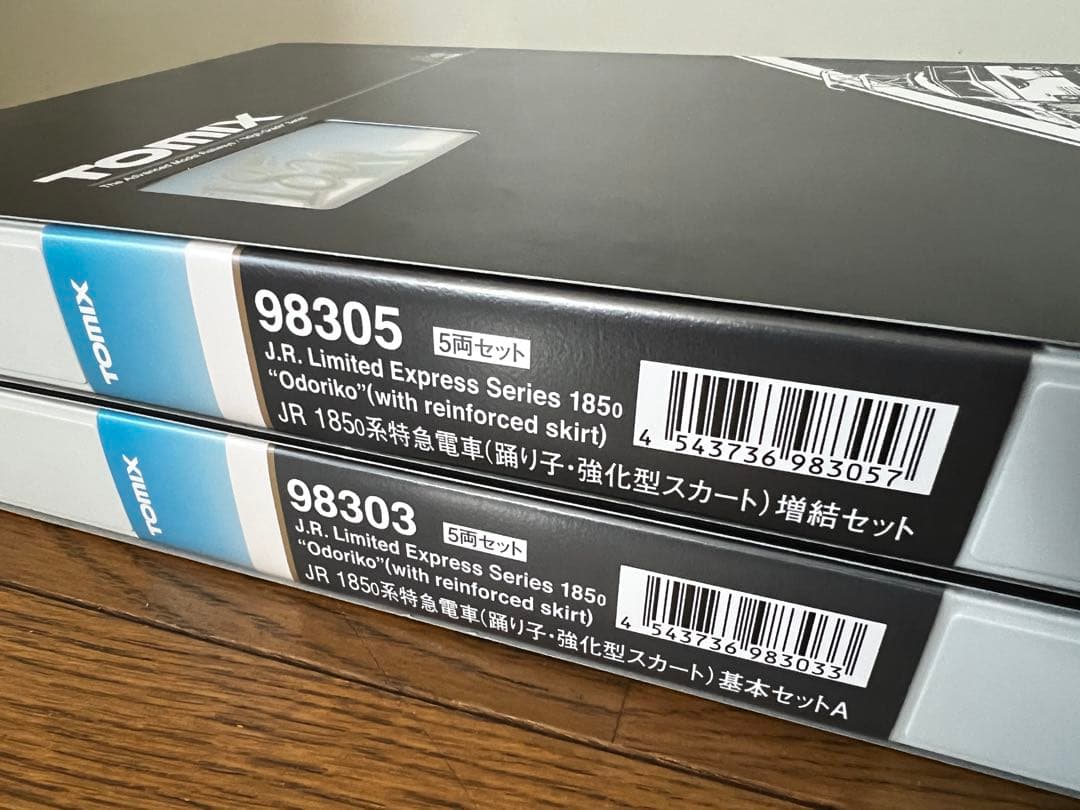 TOMIX
The Advanced Model Railways / "High-Grade" Series
TOMIX
98305
5両セット
J.R. Limited Express Series 185₀
“Odoriko”(with reinforced skirt)
JR 185₀系特急電車(踊り子・強化型スカート)増結セット
4 543736 983057
TOMIX
98303
5両セット
J.R. Limited Express Series 185₀
“Odoriko”(with reinforced skirt)
JR 185₀系特急電車(踊り子・強化型スカート)基本セットA
4 543736 983033